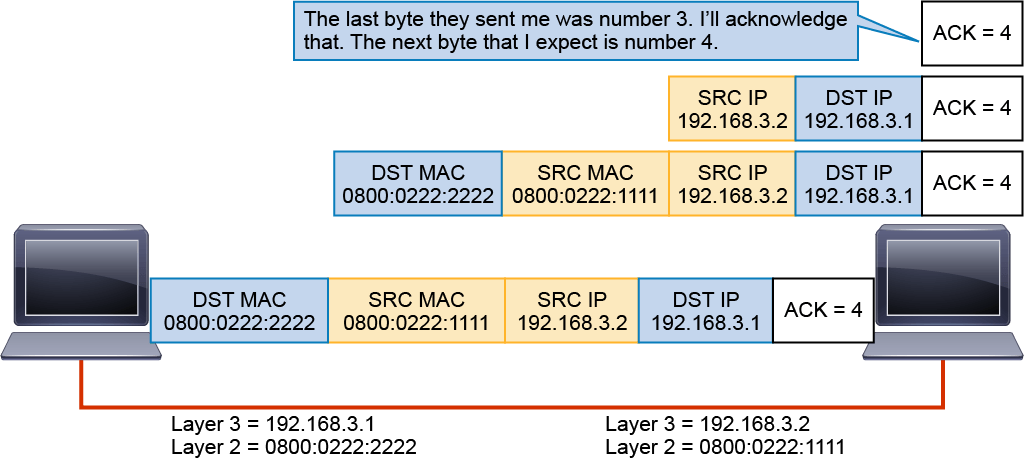 The last byte they sent me was number 3. I'll acknowledge
that. The next byte that I expect is number 4.
ACK = 4
SRC IP
192.168.3.2
DST IP
192.168.3.1
ACK = 4
DST MAC
0800:0222:2222
SRC MAC
0800:0222:1111
SRC IP
192.168.3.2
DST IP
192.168.3.1
ACK = 4
DST MAC
0800:0222:2222
SRC MAC
0800:0222:1111
SRC IP
192.168.3.2
DST IP
192.168.3.1
ACK = 4
Layer 3 = 192.168.3.1
Layer 2 = 0800:0222:2222
Layer 3 = 192.168.3.2
Layer 2 = 0800:0222:1111